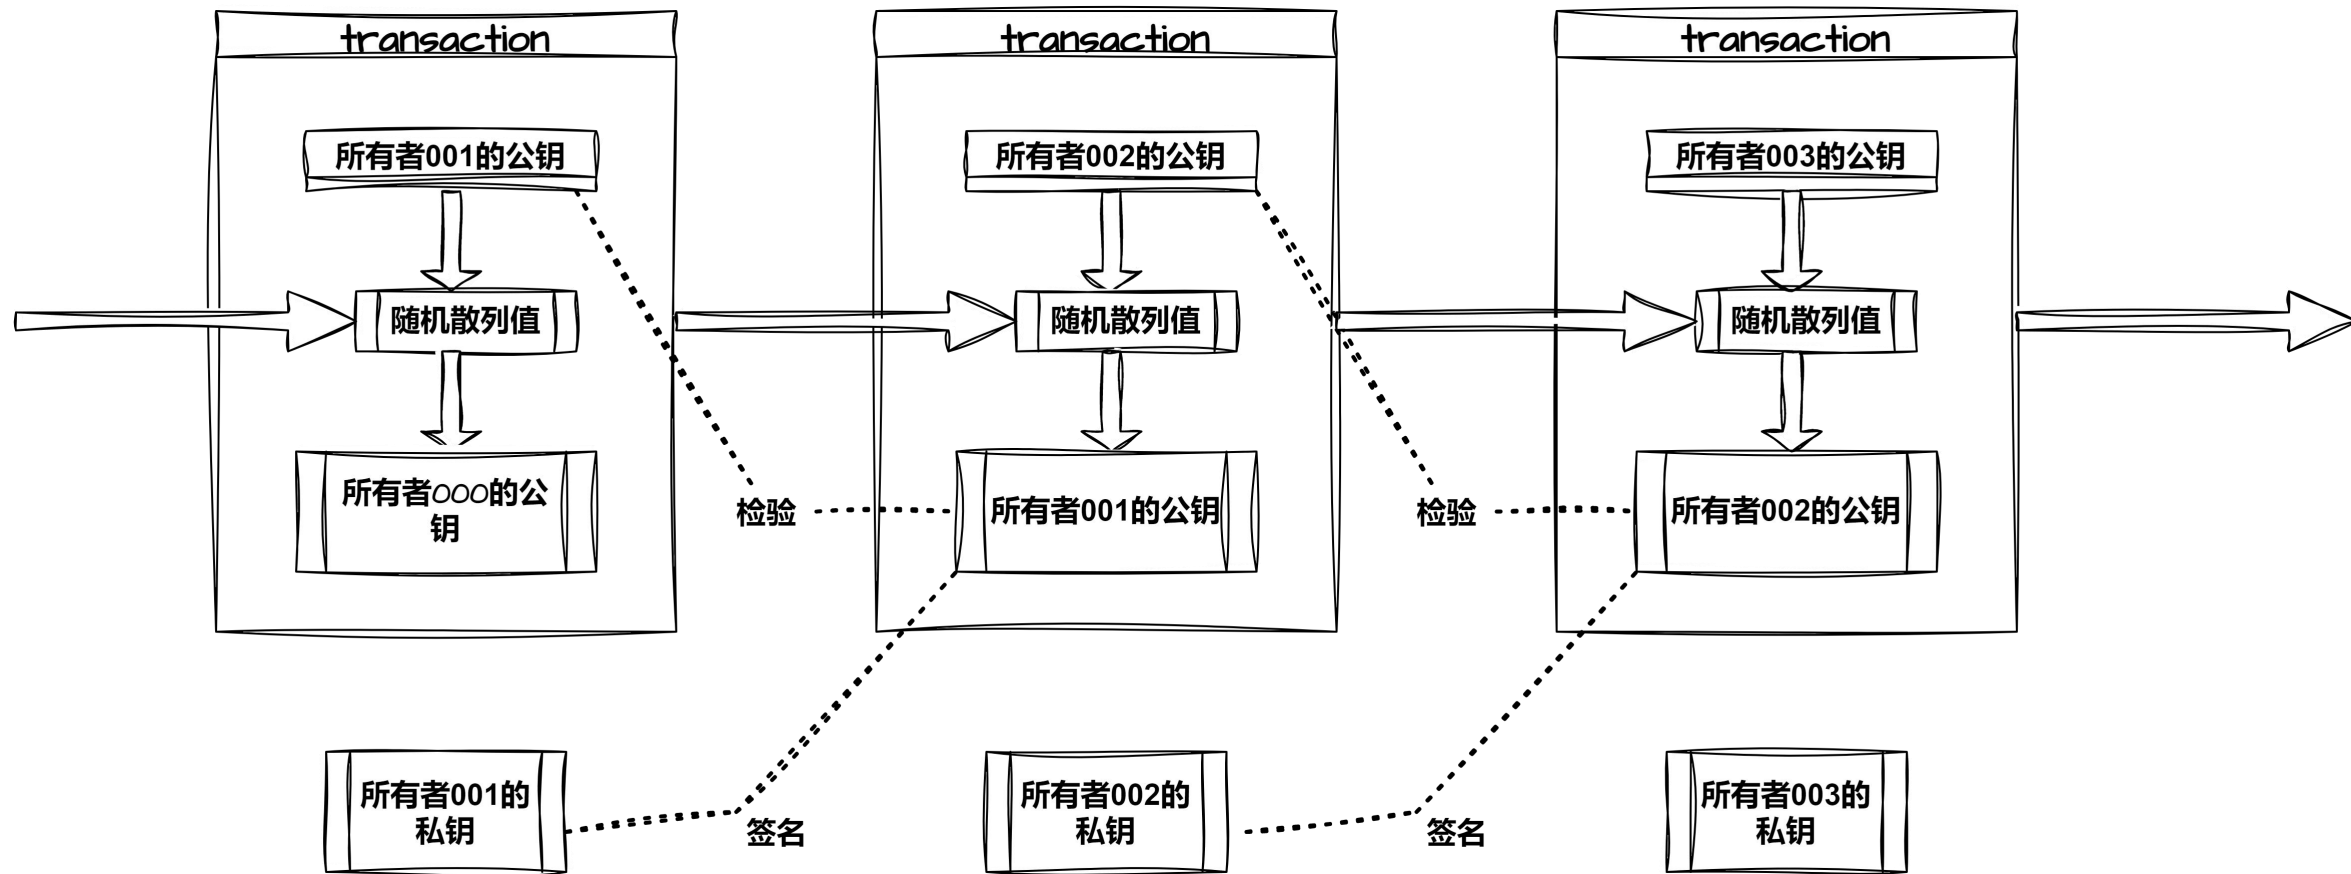 transaction
transaction
transaction
所有者001的公钥
所有者002的公钥
所有者003的公钥
随机散列值
随机散列值
随机散列值
所有者000的公
钥
检验
所有者001的公钥
检验
所有者002的公钥
所有者001的
私钥
签名
所有者002的
私钥
签名
所有者003的
私钥